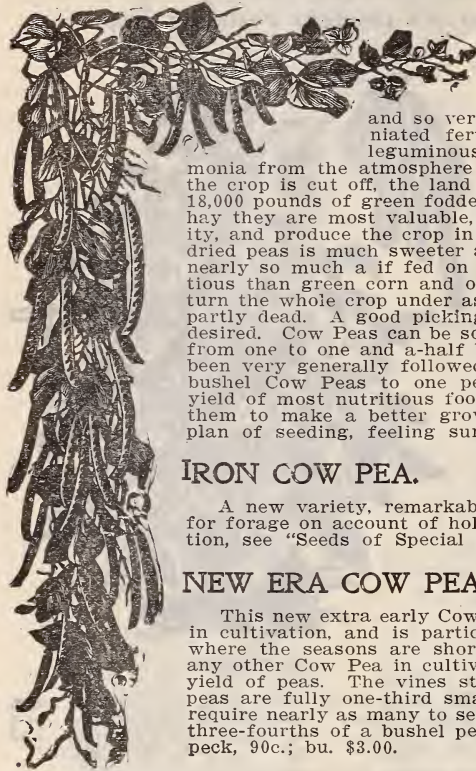 and so ver
niated fer
leguminous
monia from the atmosphere
the crop is cut off, the land
18,000 pounds of green fodde
hay they are most valuable,
ity, and produce the crop in
dried peas is much sweeter a
nearly so much a if fed on
tious than green corn and o
turn the whole crop under as
partly dead. A good picking
desired. Cow Peas can be so
from one to one and a-half
been very generally followed
bushel Cow Peas to one pe
yield of most nutritious foo
them to make a better grov
plan of seeding, feeling sur
IRON COW PEA.
A new variety, remarkab
for forage on account of hol
tion, see "Seeds of Special
NEW ERA COW PEA
This new extra early Cow
in cultivation, and is partic
where the seasons are shor
any other Cow Pea in cultiv
yield of peas. The vines st
peas are fully one-third sma
require nearly as many to se
three-fourths of a bushel pe
peck, 90c.; bu. $3.00.